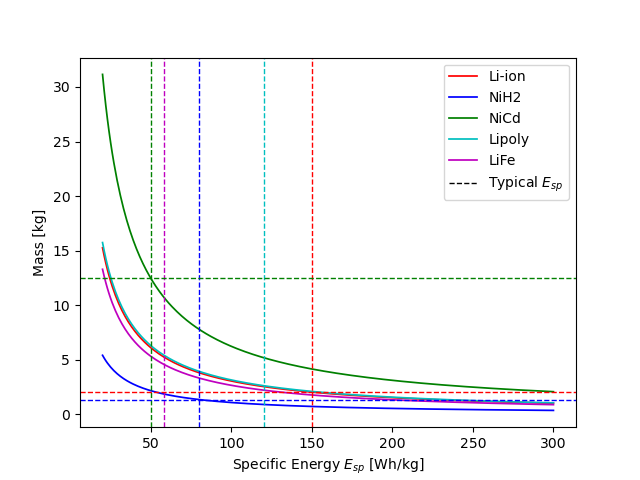 30
25
20
15
10
5
0
Mass [kg]
50
100
150
200
250
300
Specific Energy E_sp [Wh/kg]
Li-ion
NiH2
NiCd
Lipoly
LiFe
Typical E_sp